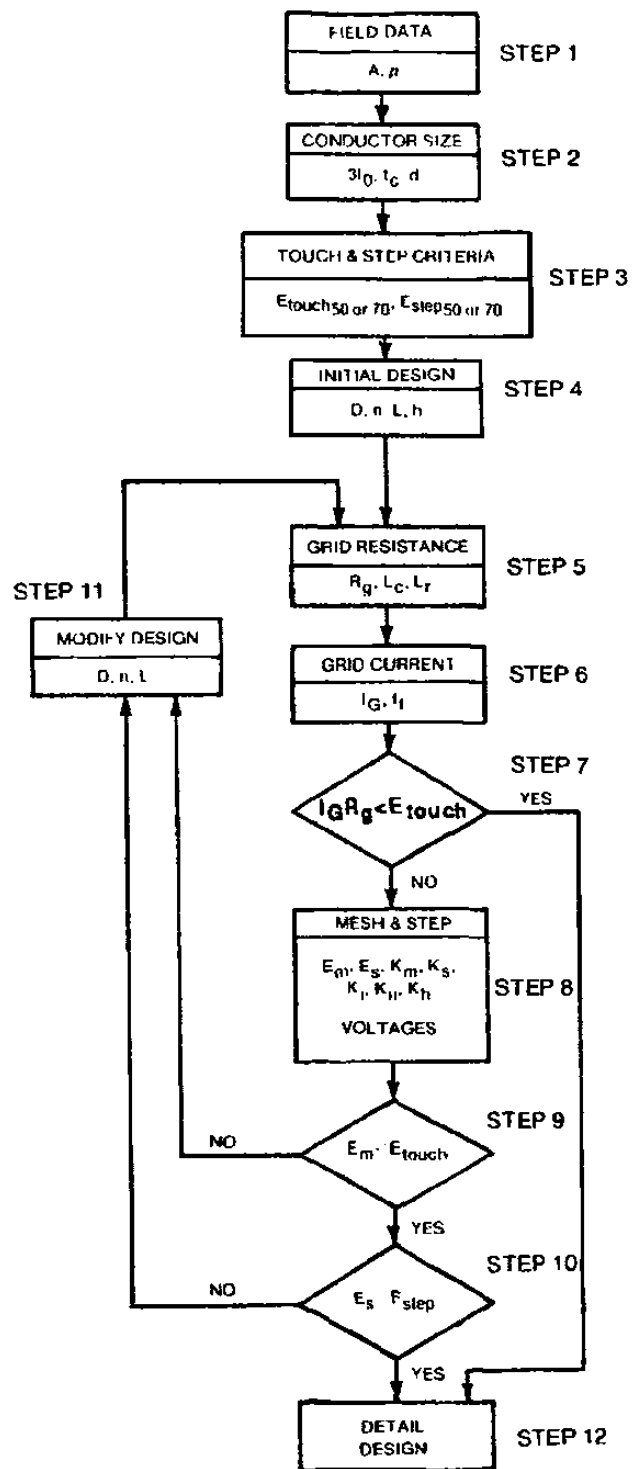 FIELD DATA
STEP 1
A, ρ
CONDUCTOR SIZE
STEP 2
3I0, tc d
TOUCH & STEP CRITERIA
STEP 3
Etouch50 or 70, Estep50 or 70
INITIAL DESIGN
STEP 4
D, n L, h
GRID RESISTANCE
STEP 5
Rg, Lc, Lr
STEP 11
MODIFY DESIGN
D, n, L
GRID CURRENT
STEP 6
IG, tf
STEP 7
IGRg<Etouch
YES
NO
MESH & STEP
Em, Es, Km, Ks,
Ki, Kii, Kh
STEP 8
VOLTAGES
STEP 9
NO
Em Etouch
YES
STEP 10
NO
Es Estep
YES
DETAIL
DESIGN
STEP 12